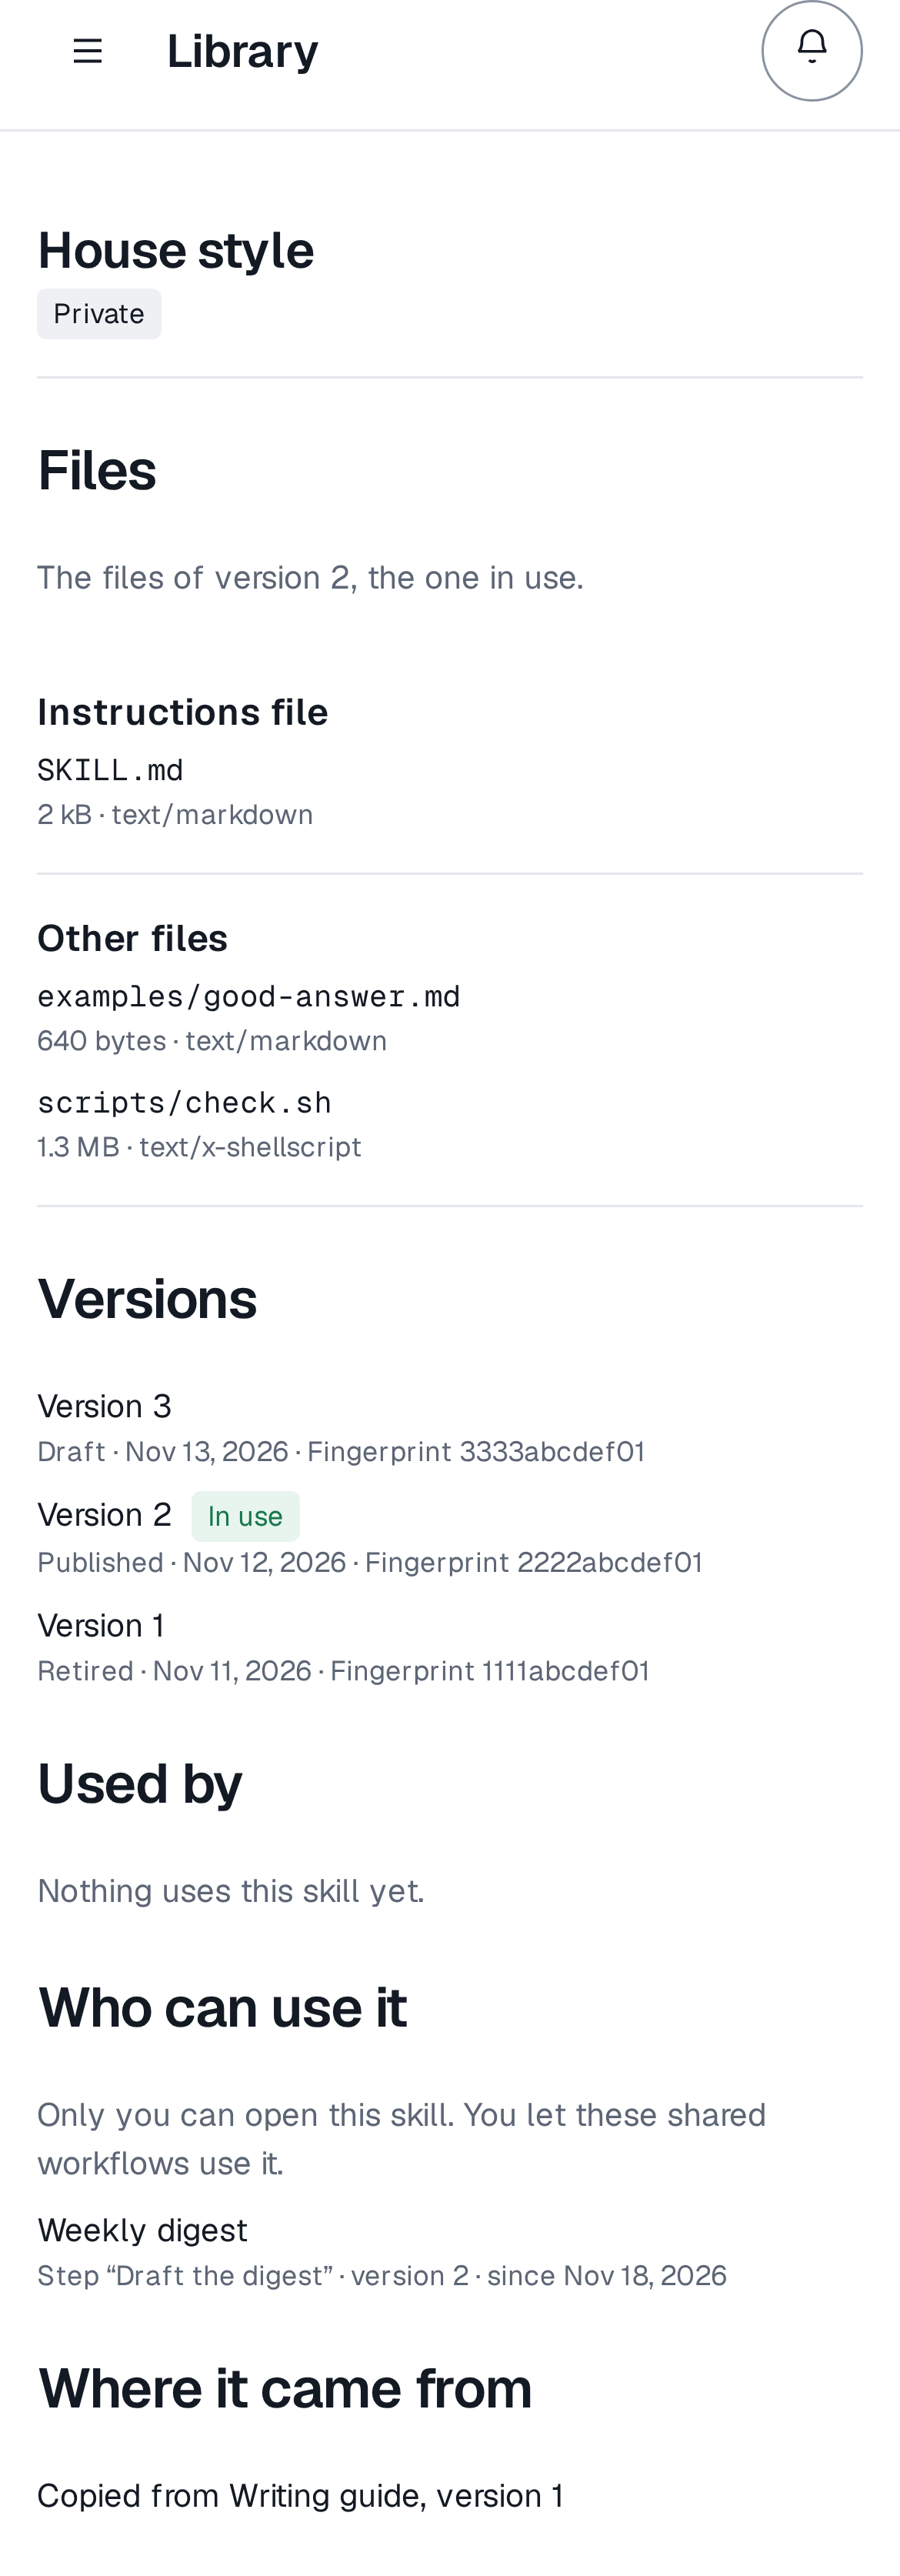 Library
House style
Private
Files
The files of version 2, the one in use.
Instructions file
SKILL.md
2 kB · text/markdown
Other files
examples/good-answer.md
640 bytes · text/markdown
scripts/check.sh
1.3 MB · text/x-shellscript
Versions
Version 3
Draft · Nov 13, 2026 · Fingerprint 3333abcdef01
Version 2 In use
Published · Nov 12, 2026 · Fingerprint 2222abcdef01
Version 1
Retired · Nov 11, 2026 · Fingerprint 1111abcdef01
Used by
Nothing uses this skill yet.
Who can use it
Only you can open this skill. You let these shared
workflows use it.
Weekly digest
Step “Draft the digest” · version 2 · since Nov 18, 2026
Where it came from
Copied from Writing guide, version 1